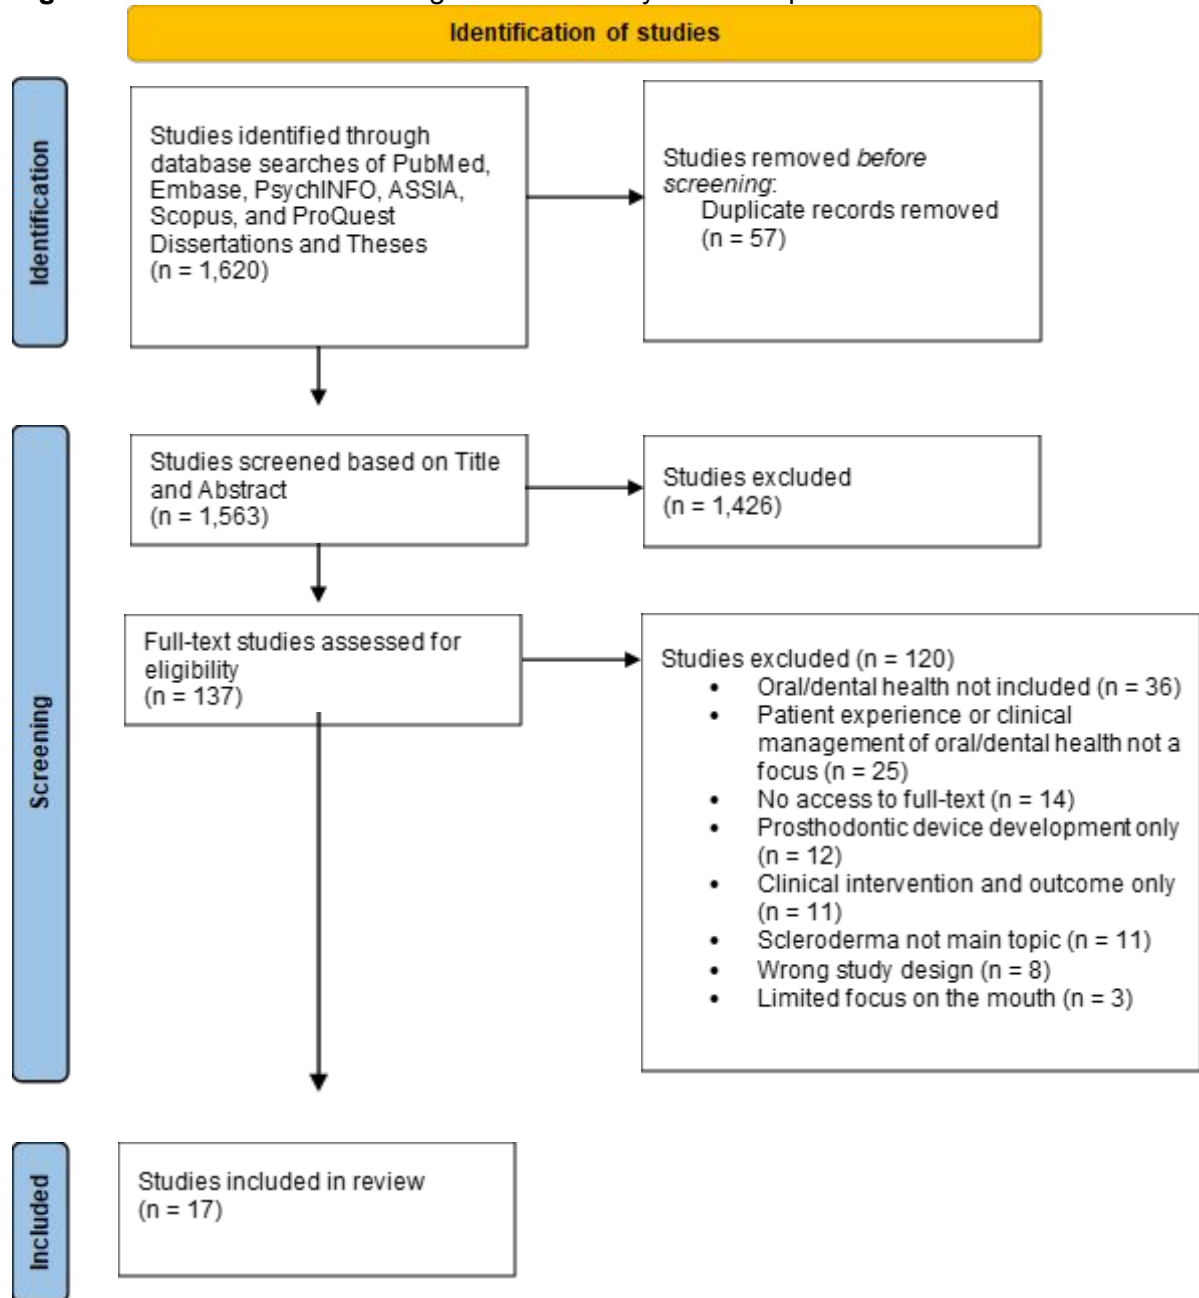 Identification of studies
Identification
Studies identified through
database searches of PubMed,
Embase, PsychINFO, ASSIA,
Scopus, and ProQuest
Dissertations and Theses
(n = 1,620)
Studies removed before
screening:
Duplicate records removed
(n = 57)
Screening
Studies screened based on Title
and Abstract
(n = 1,563)
Studies excluded
(n = 1,426)
Full-text studies assessed for
eligibility
(n = 137)
Studies excluded (n = 120)
• Oral/dental health not included (n = 36)
• Patient experience or clinical
management of oral/dental health not a
focus (n = 25)
• No access to full-text (n = 14)
• Prosthodontic device development only
(n = 12)
• Clinical intervention and outcome only
(n = 11)
• Scleroderma not main topic (n = 11)
• Wrong study design (n = 8)
• Limited focus on the mouth (n = 3)
Included
Studies included in review
(n = 17)